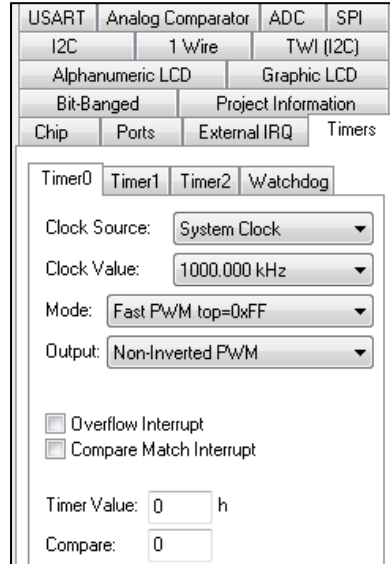 USART Analog Comparator ADC SPI
I2C 1 Wire TWI (I2C)
Alphanumeric LCD Graphic LCD
Bit-Banged Project Information
Chip Ports External IRQ Timers
Timer0 Timer1 Timer2 Watchdog
Clock Source: System Clock
Clock Value: 1000.000 kHz
Mode: Fast PWM top=0xFF
Output: Non-Inverted PWM
Overflow Interrupt
Compare Match Interrupt
Timer Value: 0 h
Compare: 0